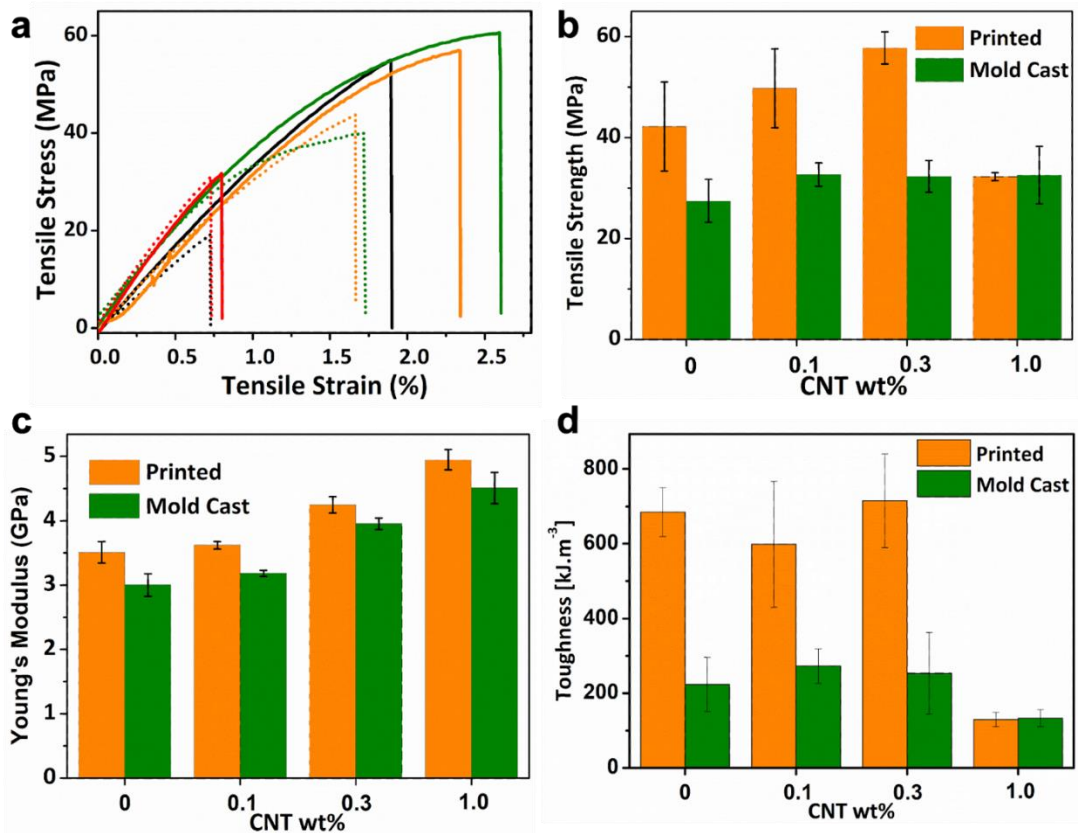 a
Tensile Stress (MPa)
60
40
20
0
0.0 0.5 1.0 1.5 2.0 2.5
Tensile Strain (%)
b
Printed
Mold Cast
Tensile Strength (MPa)
60
40
20
0
0 0.1 0.3 1.0
CNT wt%
c
Printed
Mold Cast
Young's Modulus (GPa)
5
4
3
2
1
0
0 0.1 0.3 1.0
CNT wt%
d
Printed
Mold Cast
Toughness [kJ.m⁻³]
800
600
400
200
0
0 0.1 0.3 1.0
CNT wt%